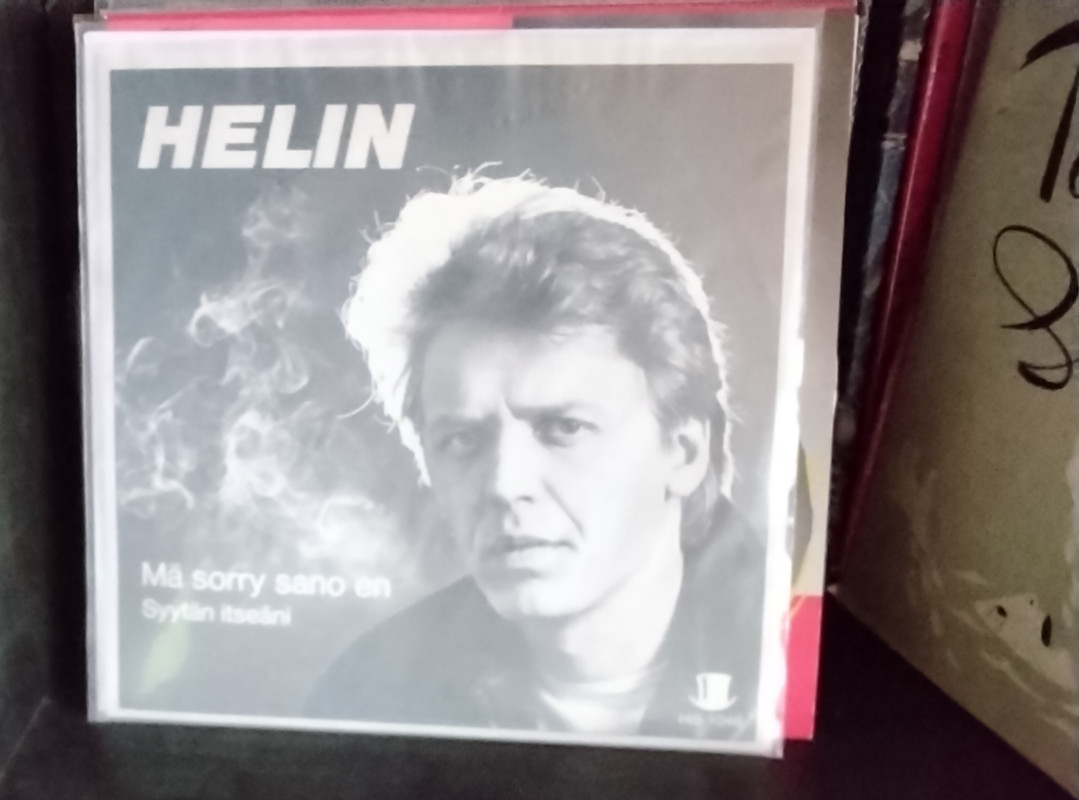 HELIN
Mä sorry sano en
Syytän itseäni